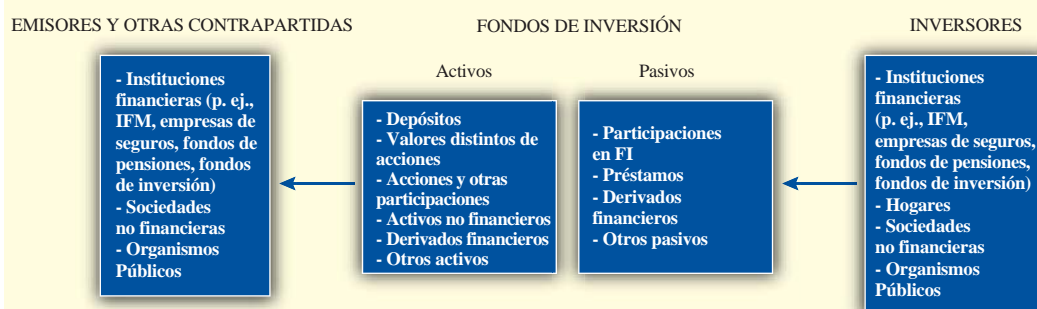 EMISORES Y OTRAS CONTRAPARTIDAS
- Instituciones
financieras (p. ej.,
IFM, empresas de
seguros, fondos de
pensiones, fondos
de inversión)
- Sociedades
no financieras
- Organismos
Públicos
FONDOS DE INVERSIÓN
Activos
- Depósitos
- Valores distintos de
acciones
- Acciones y otras
participaciones
- Activos no financieros
- Derivados financieros
- Otros activos
Pasivos
- Participaciones
en FI
- Préstamos
- Derivados
financieros
- Otros pasivos
INVERSORES
- Instituciones
financieras
(p. ej., IFM,
empresas de seguros,
fondos de pensiones,
fondos de inversión)
- Hogares
- Sociedades
no financieras
- Organismos
Públicos